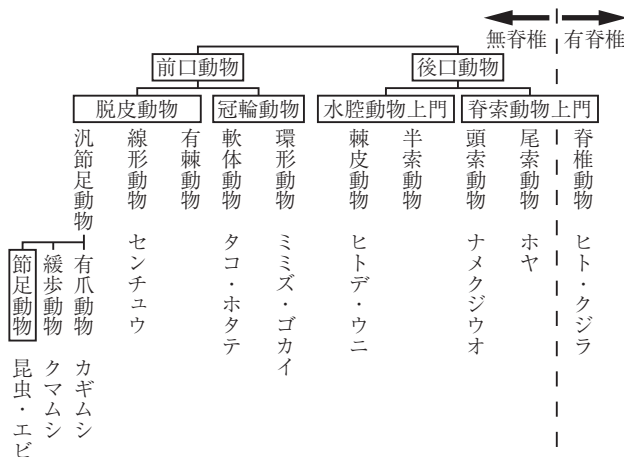 無脊椎 有脊椎
前口動物 後口動物
脱皮動物 冠輪動物 水腔動物上門 脊索動物上門
汎節足動物
線形動物 センチュウ
有棘動物
軟体動物 タコ・ホタテ
環形動物 ミミズ・ゴカイ
棘皮動物 ヒトデ・ウニ
半索動物
頭索動物 ナメクジウオ
尾索動物 ホヤ
脊椎動物 ヒト・クジラ
節足動物 昆虫・エビ
緩歩動物 クマムシ
有爪動物 カギムシ